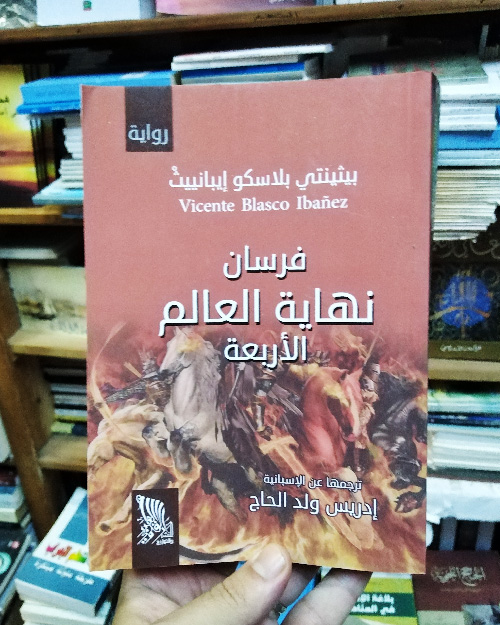 رواية
بيثينتي بلاسكو إيبانييثْ
Vicente Blasco Ibañez
فرسان
نهاية العالم
الأربعة
ترجمها عن الإسبانية
إدريس ولد الحاج